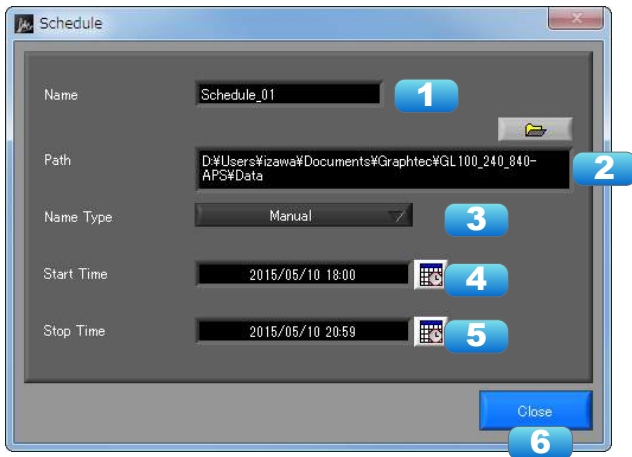 Schedule
Name
Schedule_01
1
Path
D¥Users¥izawa¥Documents¥Graphtec¥GL100_240_840-
APS¥Data
2
Name Type
Manual
3
Start Time
2015/05/10 18:00
4
Stop Time
2015/05/10 20:59
5
Close
6